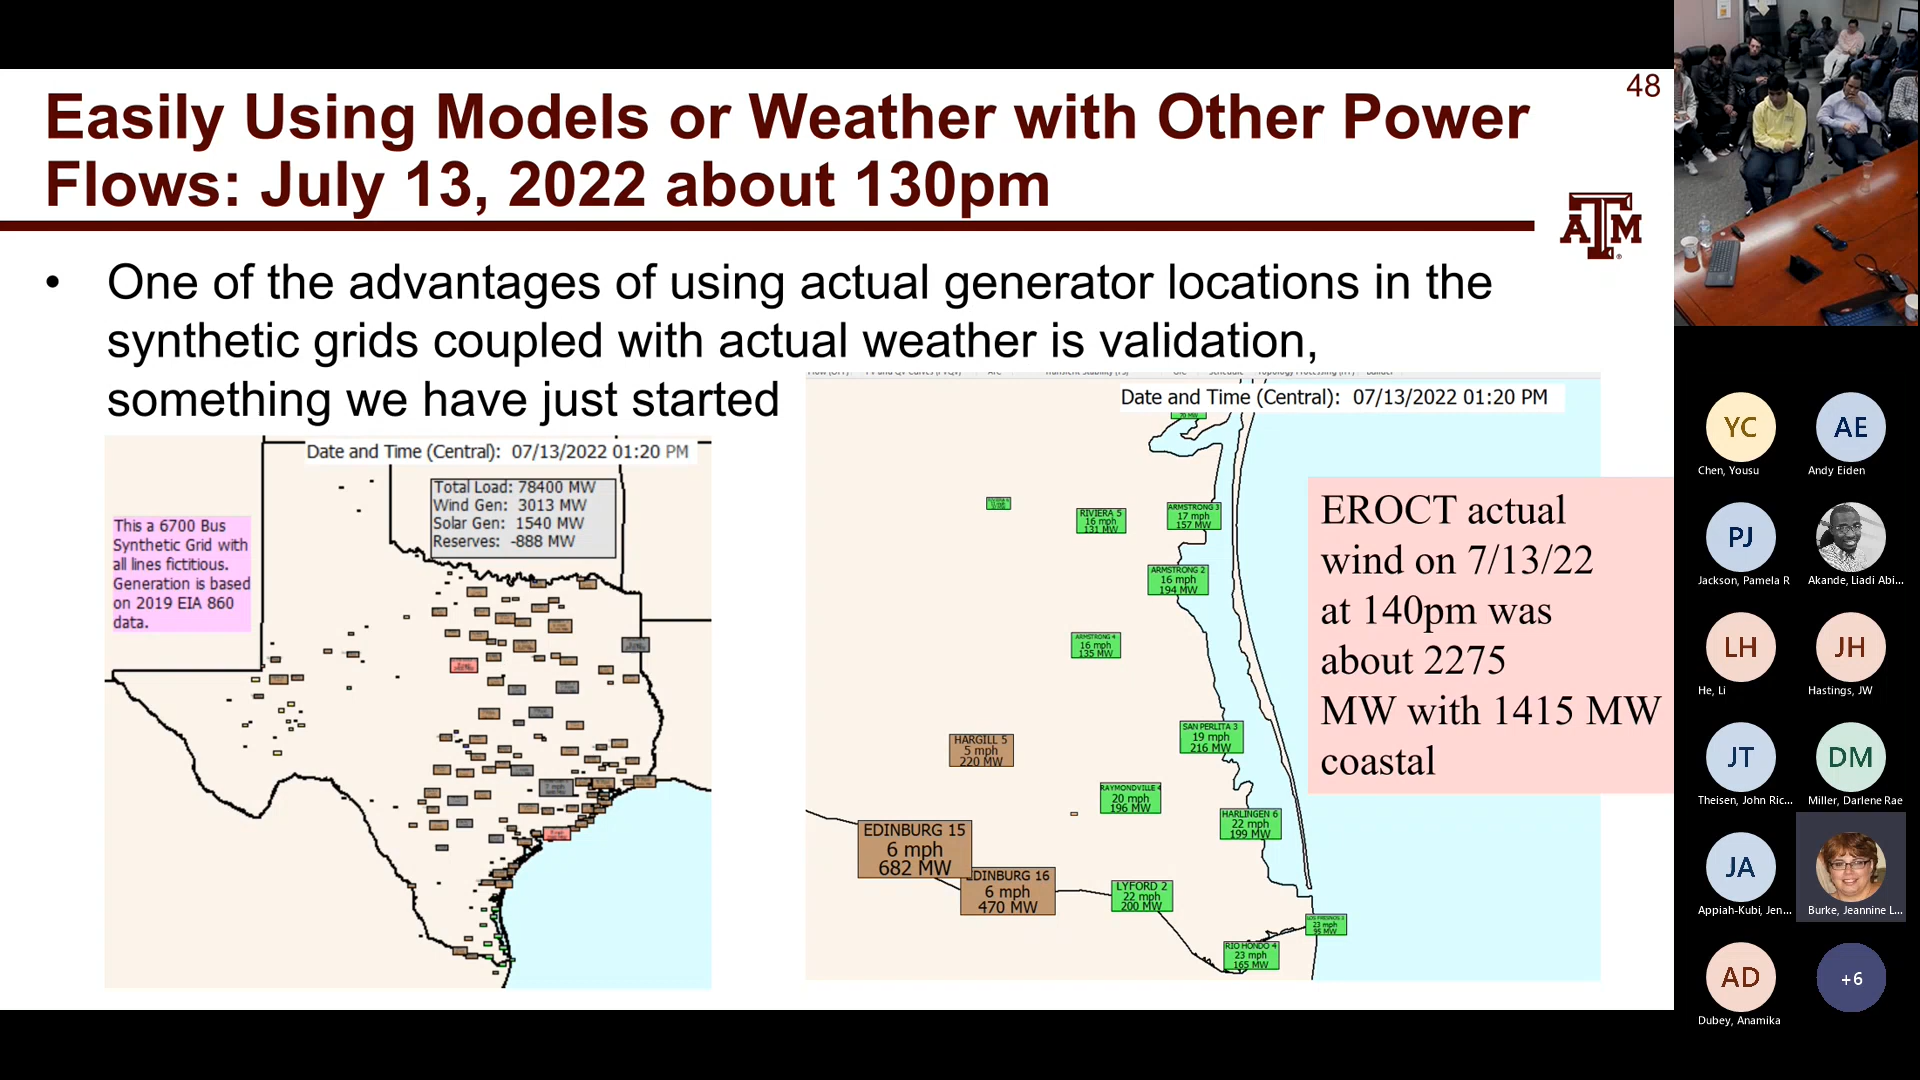 48
Easily Using Models or Weather with Other Power
Flows: July 13, 2022 about 130pm
ATM
• One of the advantages of using actual generator locations in the
synthetic grids coupled with actual weather is validation,
something we have just started
Date and Time (Central): 07/13/2022 01:20 PM
Total Load: 78400 MW
Wind Gen: 3013 MW
Solar Gen: 1540 MW
Reserves: -888 MW
This a 6700 Bus
Synthetic Grid with
all lines fictitious.
Generation is based
on 2019 EIA 860
data.
Date and Time (Central): 07/13/2022 01:20 PM
RIVIERA 5
16 mph
131 MW
ARMSTRONG 3
17 mph
157 MW
ARMSTRONG 2
16 mph
194 MW
ARMSTRONG 4
16 mph
135 MW
SAN PERLITA 3
19 mph
216 MW
HARGILL 5
5 mph
220 MW
RAYMONDVILLE 4
20 mph
196 MW
HARLINGEN 6
22 mph
199 MW
EDINBURG 15
6 mph
682 MW
DINBURG 16
6 mph
470 MW
LYFORD 2
22 mph
200 MW
23 mph
95 MW
RIO HONDO 4
23 mph
165 MW
EROCT actual
wind on 7/13/22
at 140pm was
about 2275
MW with 1415 MW
coastal
YC
Chen, Yousu
AE
Andy Eiden
PJ
Jackson, Pamela R
Akande, Liadi Abi...
LH
He, Li
JH
Hastings, JW
JT
Theisen, John Ric...
DM
Miller, Darlene Rae
JA
Appiah-Kubi, Jen...
Burke, Jeannine L...
AD
Dubey, Anamika
+6